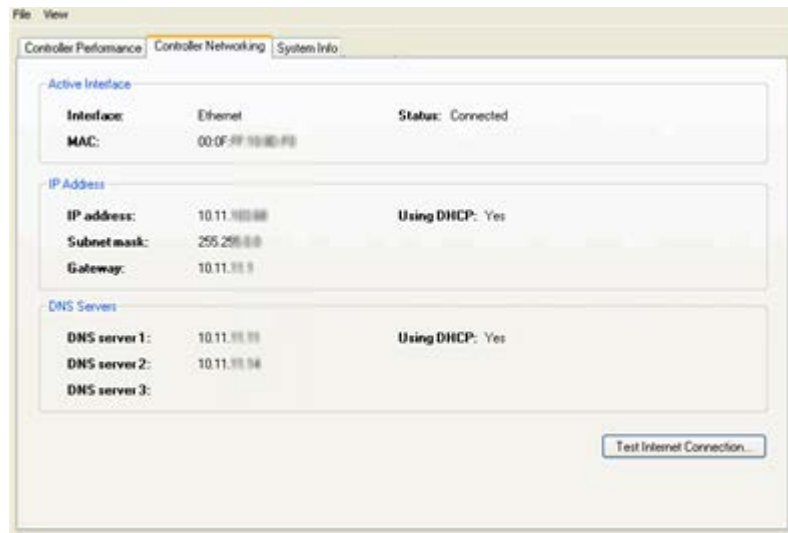 File View
Controller Performance Controller Networking System Info
Active Interface
Interface: Ethernet Status: Connected
MAC: 00:0F:
IP Address
IP address: 10.11. Using DHCP: Yes
Subnet mask: 255.25
Gateway: 10.11.
DNS Servers
DNS server 1: 10.11. Using DHCP: Yes
DNS server 2: 10.11.
DNS server 3:
Test Internet Connection...